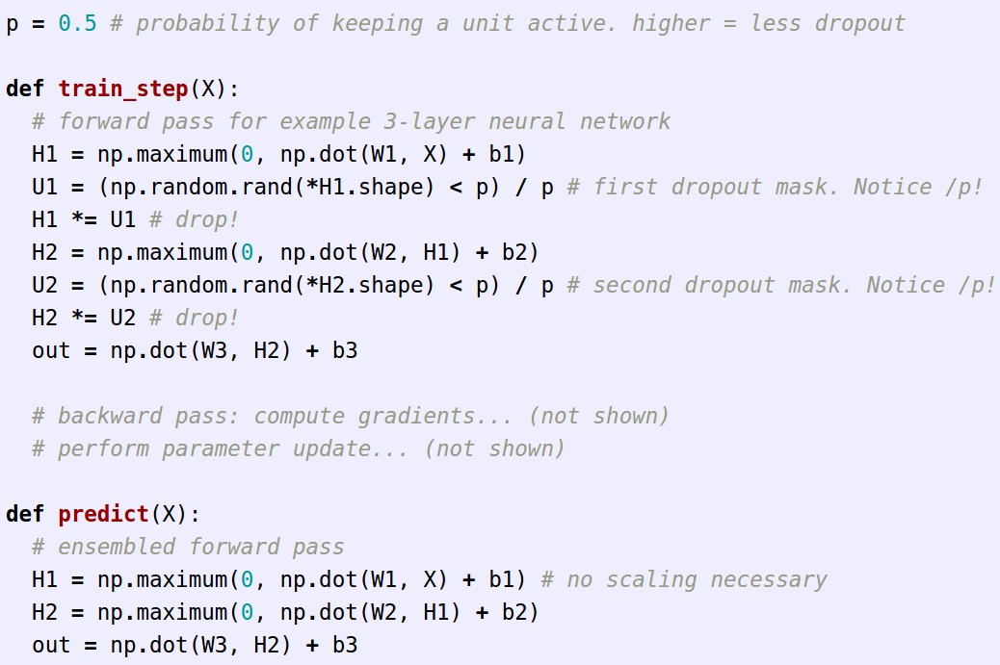 p = 0.5 # probability of keeping a unit active. higher = less dropout
def train_step(X):
# forward pass for example 3-layer neural network
H1 = np.maximum(0, np.dot(W1, X) + b1)
U1 = (np.random.rand(*H1.shape) < p) / p # first dropout mask. Notice /p!
H1 *= U1 # drop!
H2 = np.maximum(0, np.dot(W2, H1) + b2)
U2 = (np.random.rand(*H2.shape) < p) / p # second dropout mask. Notice /p!
H2 *= U2 # drop!
out = np.dot(W3, H2) + b3
# backward pass: compute gradients... (not shown)
# perform parameter update... (not shown)
def predict(X):
# ensembled forward pass
H1 = np.maximum(0, np.dot(W1, X) + b1) # no scaling necessary
H2 = np.maximum(0, np.dot(W2, H1) + b2)
out = np.dot(W3, H2) + b3